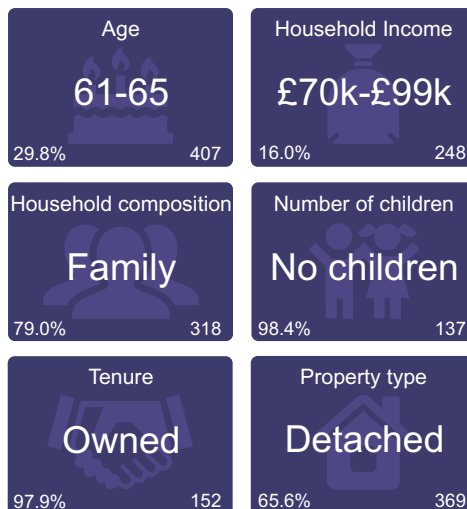 Age
61-65
29.8% 407
Household Income
£70k-£99k
16.0% 248
Household composition
Family
79.0% 318
Number of children
No children
98.4% 137
Tenure
Owned
97.9% 152
Property type
Detached
65.6% 369